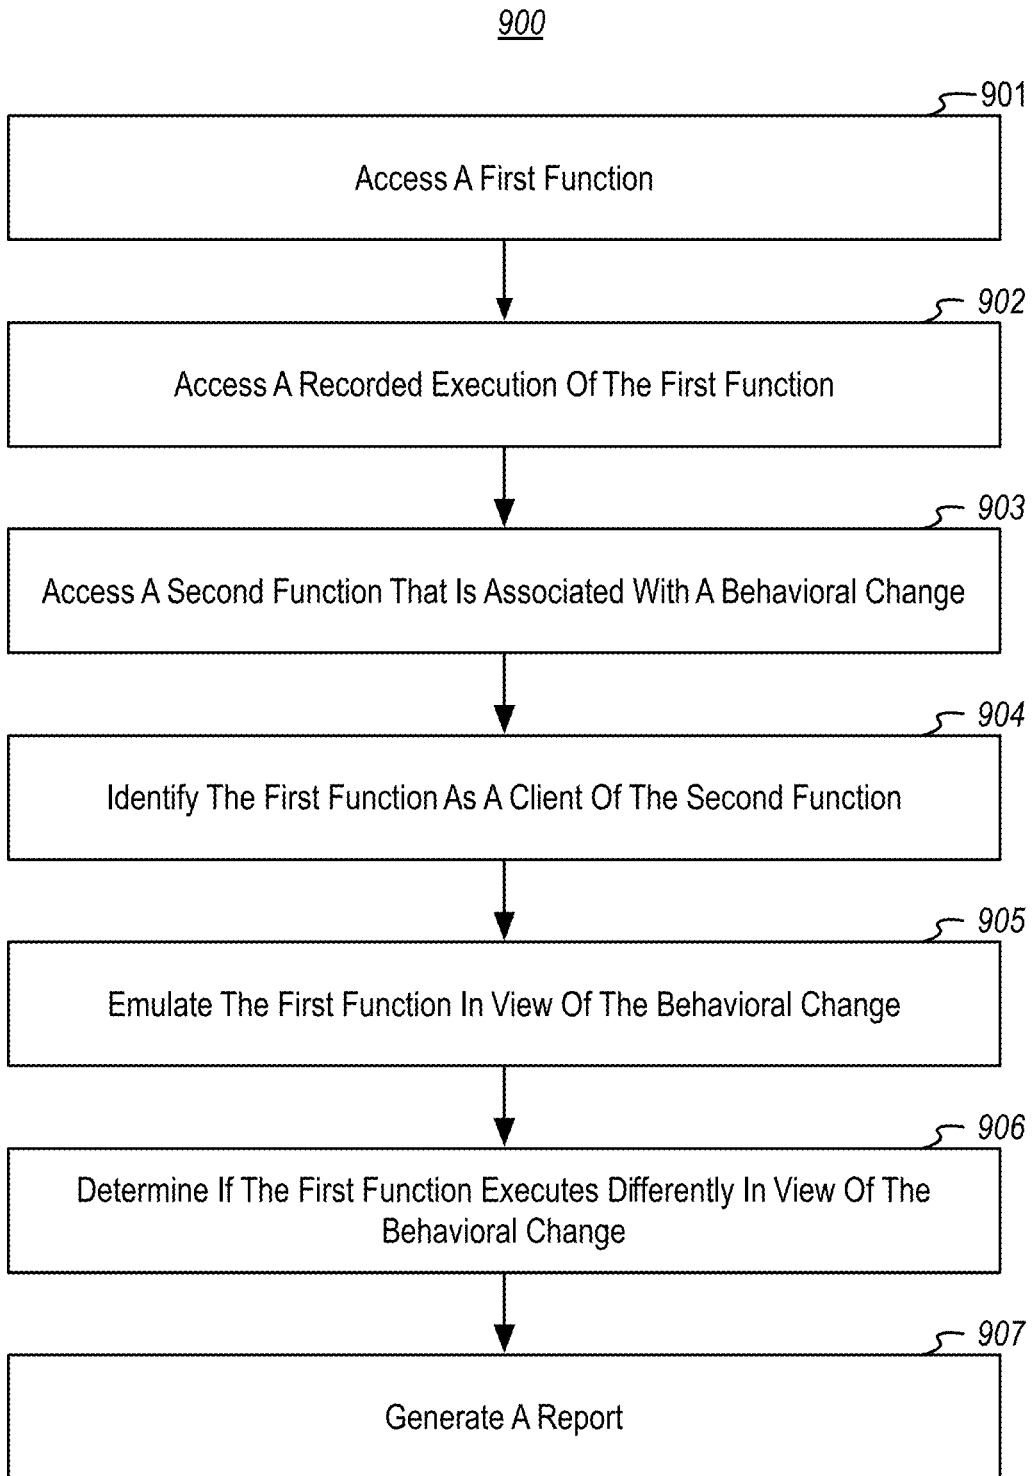 900
901
Access A First Function
902
Access A Recorded Execution Of The First Function
903
Access A Second Function That Is Associated With A Behavioral Change
904
Identify The First Function As A Client Of The Second Function
905
Emulate The First Function In View Of The Behavioral Change
906
Determine If The First Function Executes Differently In View Of The
Behavioral Change
907
Generate A Report